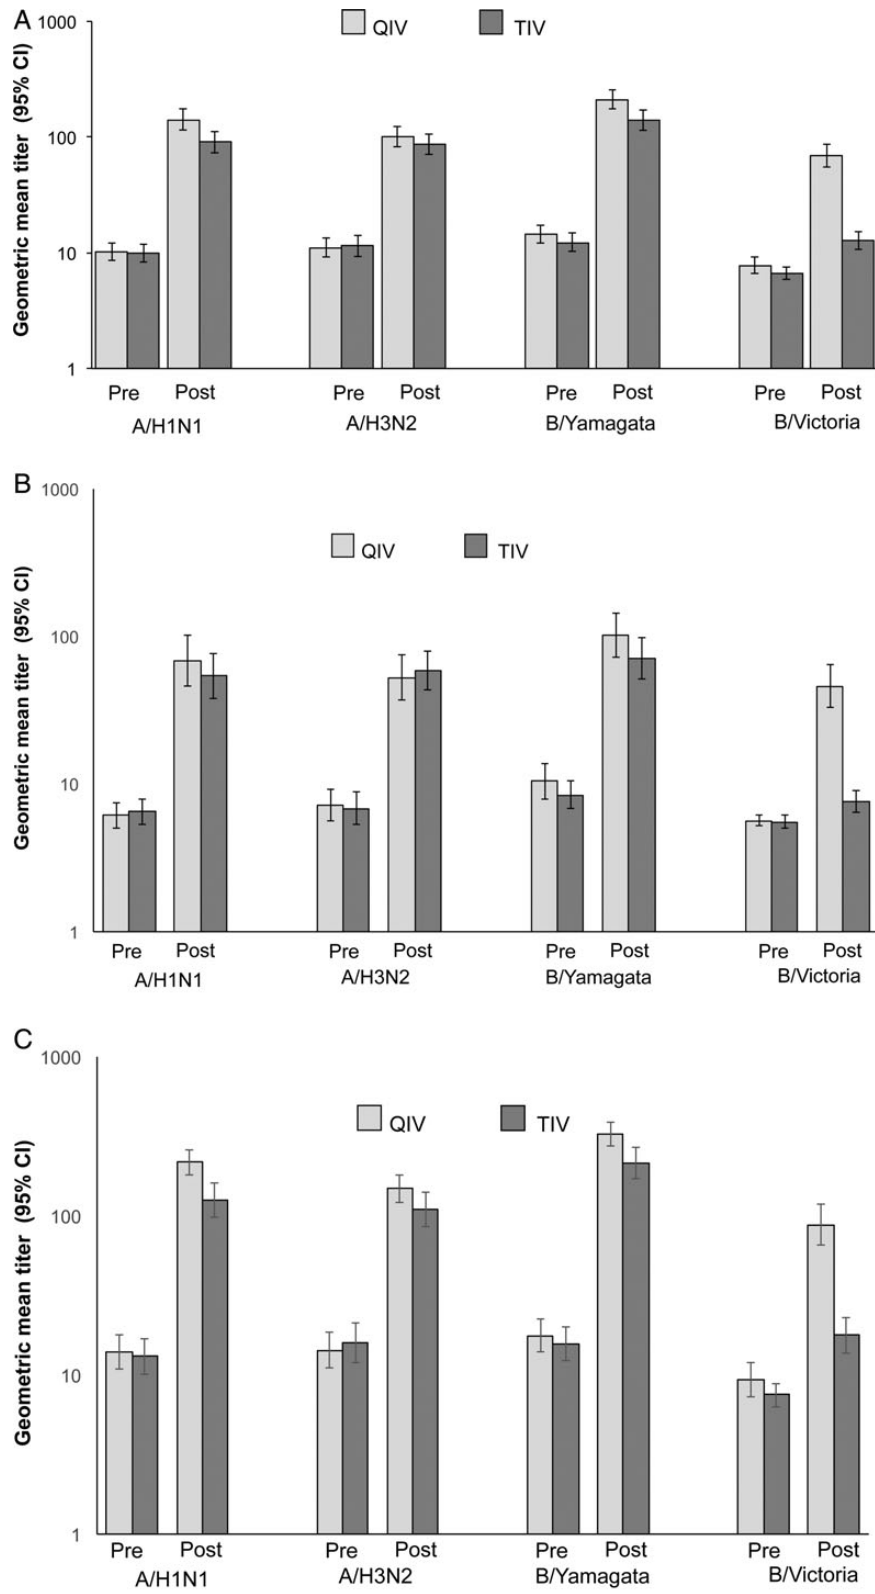 A
QIV TIV
Geometric mean titer (95% CI)
1000
100
10
1
Pre Post Pre Post Pre Post Pre Post
A/H1N1 A/H3N2 B/Yamagata B/Victoria
B
QIV TIV
Geometric mean titer (95% CI)
1000
100
10
1
Pre Post Pre Post Pre Post Pre Post
A/H1N1 A/H3N2 B/Yamagata B/Victoria
C
QIV TIV
Geometric mean titer (95% CI)
1000
100
10
1
Pre Post Pre Post Pre Post Pre Post
A/H1N1 A/H3N2 B/Yamagata B/Victoria